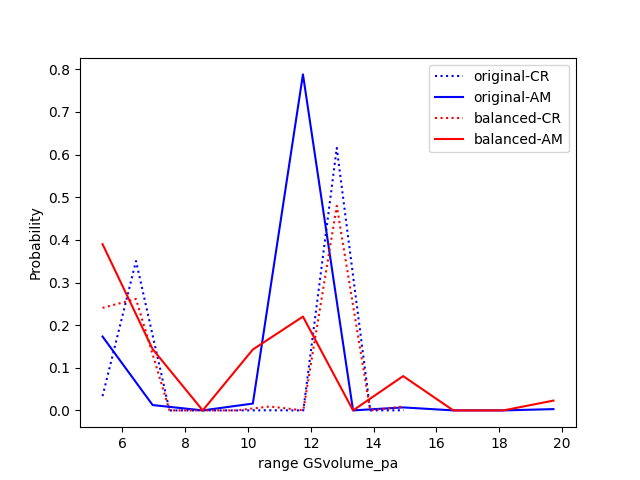 original-CR
original-AM
balanced-CR
balanced-AM
0.8
0.7
0.6
0.5
0.4
0.3
0.2
0.1
0.0
Probability
6 8 10 12 14 16 18 20
range GSvolume_pa